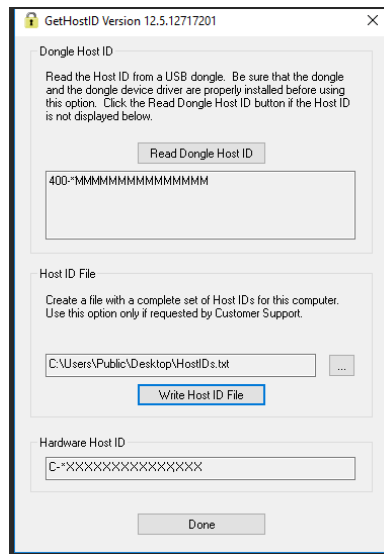 GetHostID Version 12.5.12717201
Dongle Host ID
Read the Host ID from a USB dongle. Be sure that the dongle
and the dongle device driver are properly installed before using
this option. Click the Read Dongle Host ID button if the Host ID
is not displayed below.
Read Dongle Host ID
400-*MMMMMMMMMMMMMMM
Host ID File
Create a file with a complete set of Host IDs for this computer.
Use this option only if requested by Customer Support.
C:\Users\Public\Desktop\HostIDs.txt
...
Write Host ID File
Hardware Host ID
C-*XXXXXXXXXXXXXXX
Done